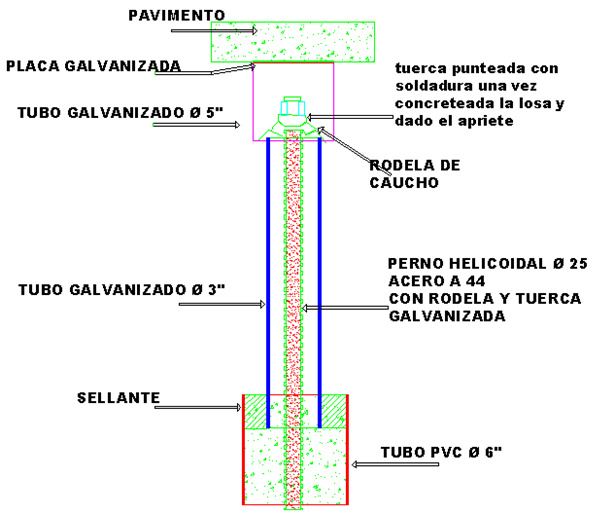 PAVIMENTO
PLACA GALVANIZADA
tuerca punteada con
soldadura una vez
concreteada la losa y
dado el apriete
TUBO GALVANIZADO Ø 5"
RODELA DE
CAUCHO
PERNO HELICOIDAL Ø 25
ACERO A 44
CON RODELA Y TUERCA
GALVANIZADA
TUBO GALVANIZADO Ø 3"
SELLANTE
TUBO PVC Ø 6"